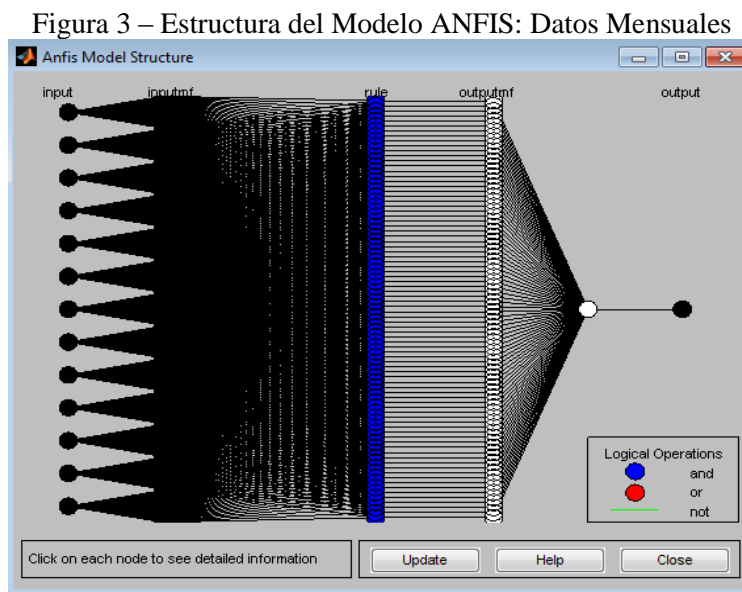 Figura 3 – Estructura del Modelo ANFIS: Datos Mensuales
Anfis Model Structure
input inputmf rule outputmf output
Logical Operations
and
or
not
Click on each node to see detailed information
Update Help Close